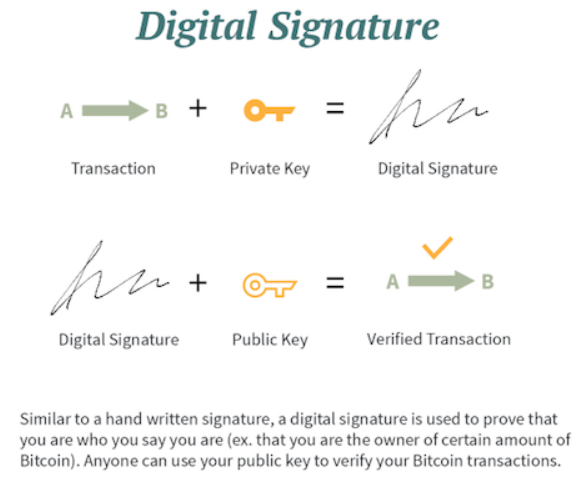 Digital Signature
A B + =
Transaction Private Key Digital Signature
+ =
A B
Digital Signature Public Key Verified Transaction
Similar to a hand written signature, a digital signature is used to prove that
you are who you say you are (ex. that you are the owner of certain amount of
Bitcoin). Anyone can use your public key to verify your Bitcoin transactions.